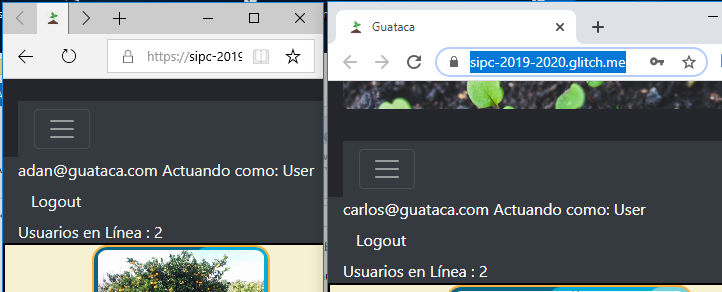 https://sipc-2019
adan@guataca.com Actuando como: User
Logout
Usuarios en Línea : 2
Guataca
sipc-2019-2020.glitch.me
carlos@guataca.com Actuando como: User
Logout
Usuarios en Línea : 2